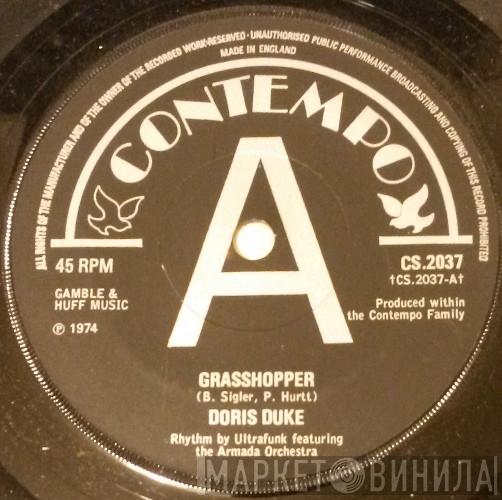 ALL RIGHTS OF THE MANUFACTURER AND OF THE OWNER OF THE RECORDED WORK RESERVED · UNAUTHORISED PUBLIC PERFORMANCE BROADCASTING AND COPYING OF THIS RECORD PROHIBITED
MADE IN ENGLAND
CONTEMPO
A
45 RPM
GAMBLE &
HUFF MUSIC
℗ 1974
CS.2037
†CS.2037-A†
Produced within
the Contempo Family
GRASSHOPPER
(B. Sigler, P. Hurtt)
DORIS DUKE
Rhythm by Ultrafunk featuring
the Armada Orchestra
МАРКЕТ ВИНИЛА